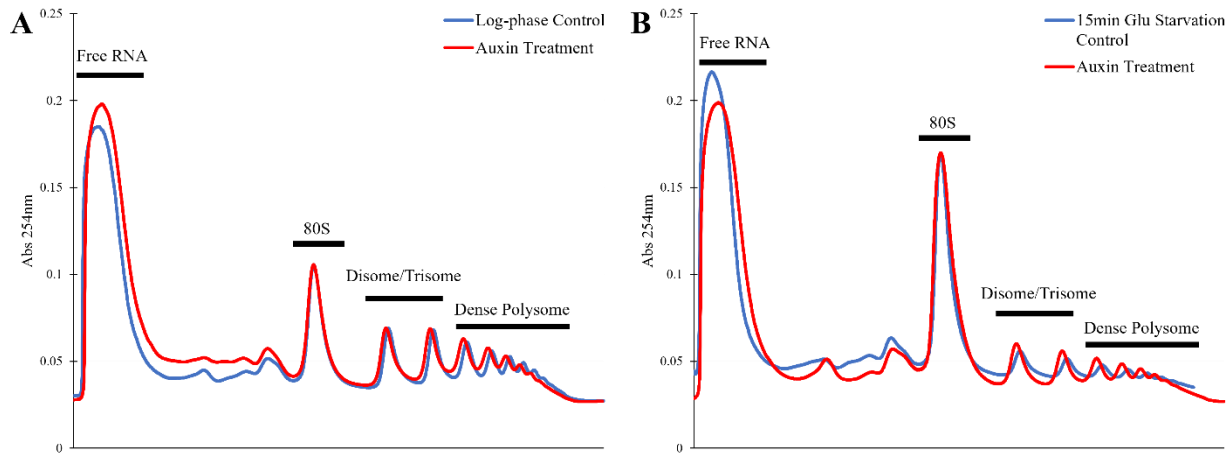 A
Log-phase Control
Auxin Treatment
Free RNA
80S
Disome/Trisome
Dense Polysome
Abs 254nm
0.25
0.2
0.15
0.1
0.05
0
B
15min Glu Starvation
Control
Auxin Treatment
Free RNA
80S
Disome/Trisome
Dense Polysome
Abs 254nm
0.25
0.2
0.15
0.1
0.05
0